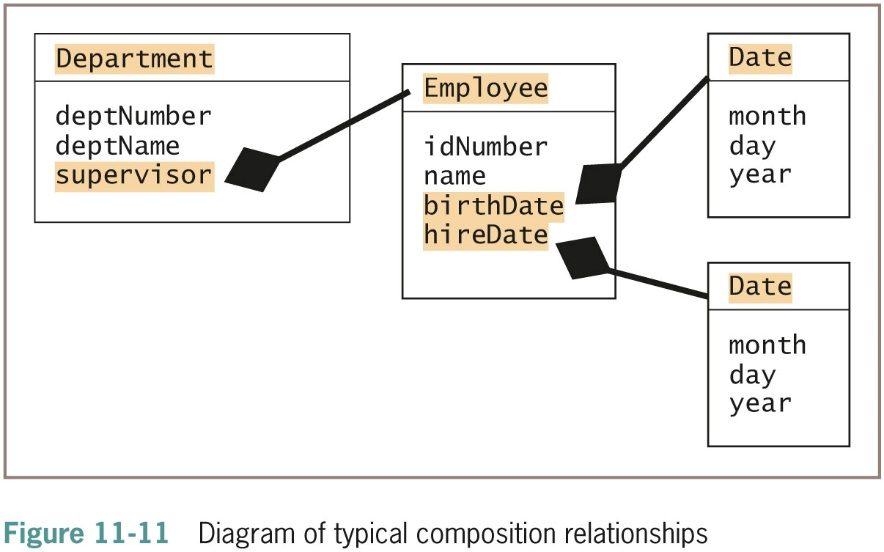 Department
deptNumber
deptName
supervisor
Employee
idNumber
name
birthDate
hireDate
Date
month
day
year
Date
month
day
year
Figure 11-11 Diagram of typical composition relationships